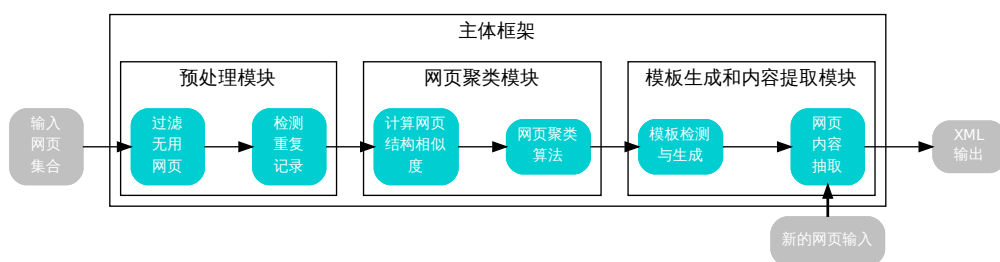 主体框架
预处理模块
网页聚类模块
模板生成和内容提取模块
输入
网页
集合
过滤
无用
网页
检测
重复
记录
计算网页
结构相似
度
网页聚类
算法
模板检测
与生成
网页
内容
抽取
XML
输出
新的网页输入